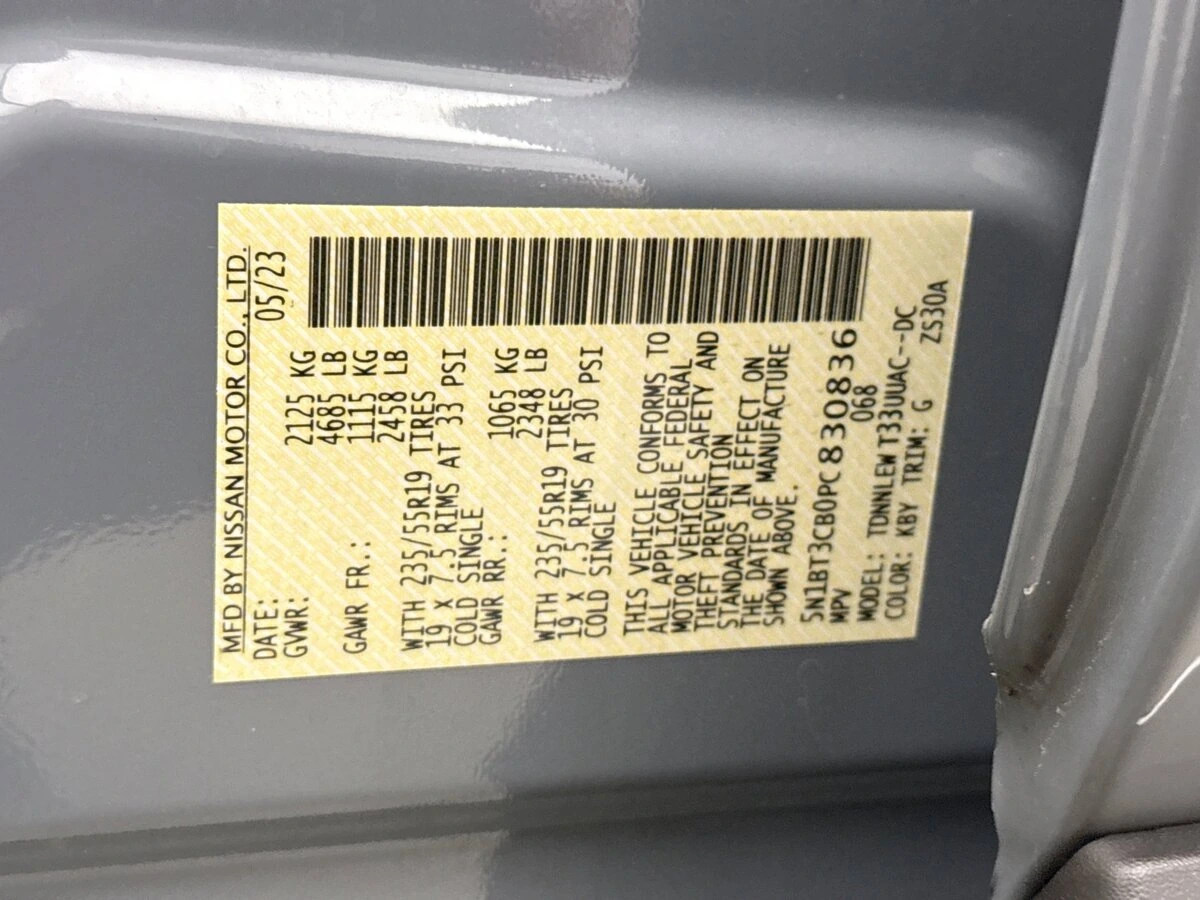 MFD BY NISSAN MOTOR CO., LTD.
DATE: 05/23
GVWR: 2125 KG
4685 LB
GAWR FR.: 1115 KG
2458 LB
WITH 235/55R19 TIRES
19 X 7.5 RIMS AT 33 PSI
COLD SINGLE
GAWR RR.: 1065 KG
2348 LB
WITH 235/55R19 TIRES
19 X 7.5 RIMS AT 30 PSI
COLD SINGLE
THIS VEHICLE CONFORMS TO
ALL APPLICABLE FEDERAL
MOTOR VEHICLE SAFETY AND
THEFT PREVENTION
STANDARDS IN EFFECT ON
THE DATE OF MANUFACTURE
SHOWN ABOVE.
5N1BT3CB0PC830836
MPV 068
MODEL: TDNNLEW T33UUAC--DC
COLOR: KBY TRIM: G ZS30A